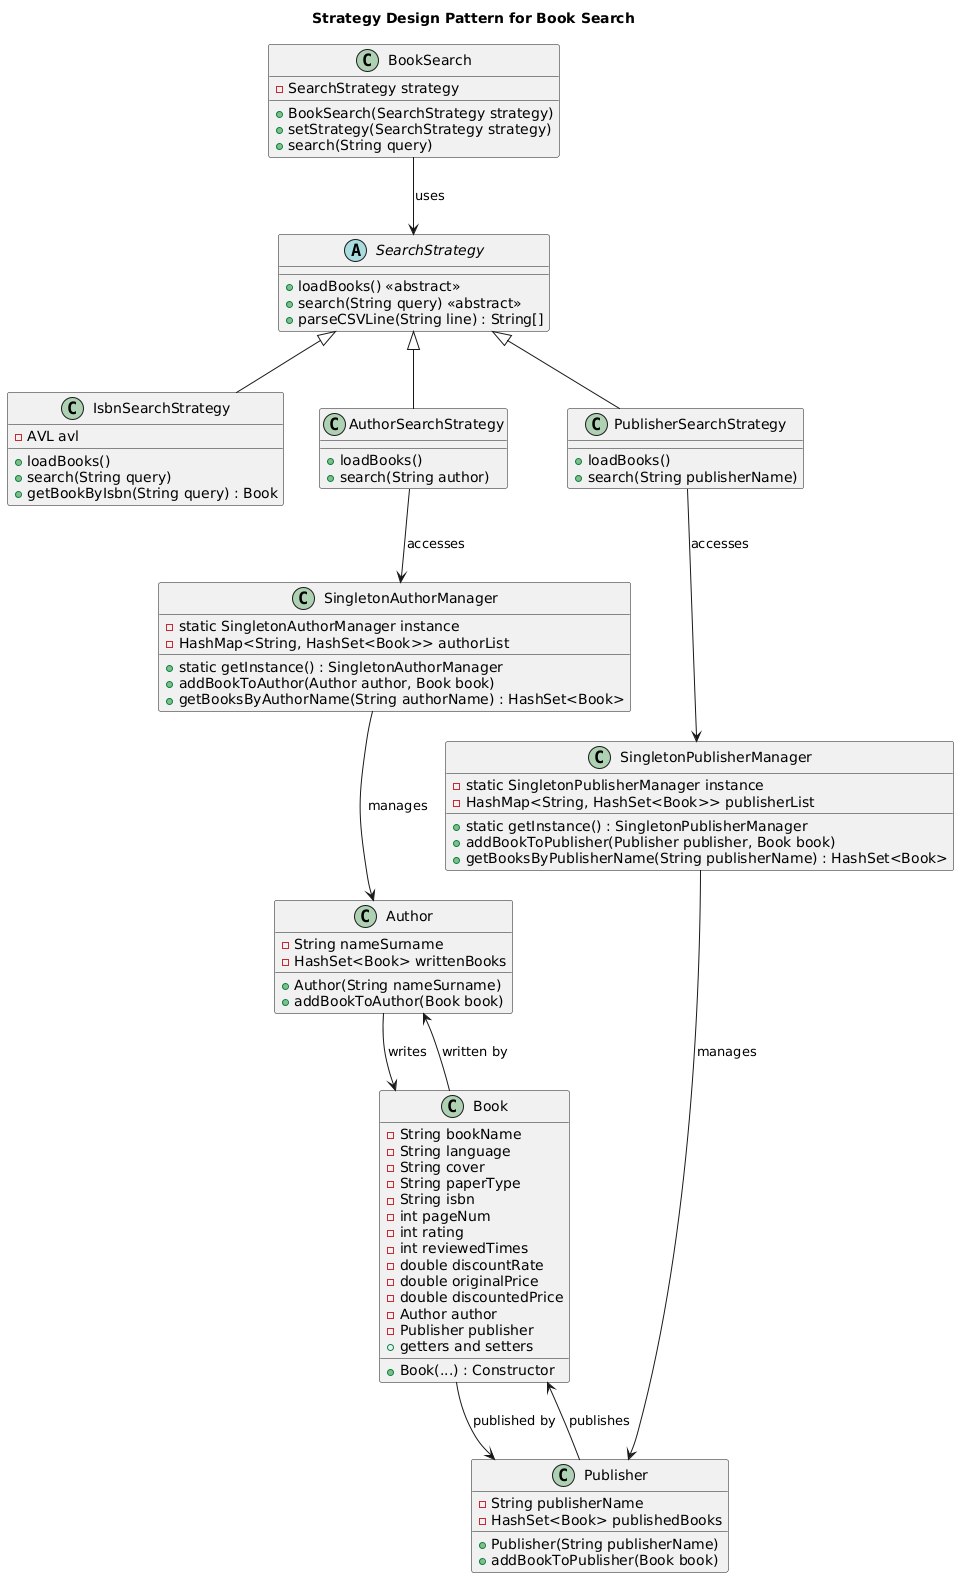 Strategy Design Pattern for Book Search
C BookSearch
SearchStrategy strategy
BookSearch(SearchStrategy strategy)
setStrategy(SearchStrategy strategy)
search(String query)
uses
A SearchStrategy
loadBooks() «abstract»
search(String query) «abstract»
parseCSVLine(String line) : String[]
C IsbnSearchStrategy
AVL avl
loadBooks()
search(String query)
getBookByIsbn(String query) : Book
C AuthorSearchStrategy
loadBooks()
search(String author)
C PublisherSearchStrategy
loadBooks()
search(String publisherName)
accesses
accesses
C SingletonAuthorManager
static SingletonAuthorManager instance
HashMap<String, HashSet<Book>> authorList
static getInstance() : SingletonAuthorManager
addBookToAuthor(Author author, Book book)
getBooksByAuthorName(String authorName) : HashSet<Book>
C SingletonPublisherManager
static SingletonPublisherManager instance
HashMap<String, HashSet<Book>> publisherList
static getInstance() : SingletonPublisherManager
addBookToPublisher(Publisher publisher, Book book)
getBooksByPublisherName(String publisherName) : HashSet<Book>
manages
C Author
String nameSurname
HashSet<Book> writtenBooks
Author(String nameSurname)
addBookToAuthor(Book book)
writes
written by
manages
C Book
String bookName
String language
String cover
String paperType
String isbn
int pageNum
int rating
int reviewedTimes
double discountRate
double originalPrice
double discountedPrice
Author author
Publisher publisher
getters and setters
Book(...) : Constructor
published by
publishes
C Publisher
String publisherName
HashSet<Book> publishedBooks
Publisher(String publisherName)
addBookToPublisher(Book book)